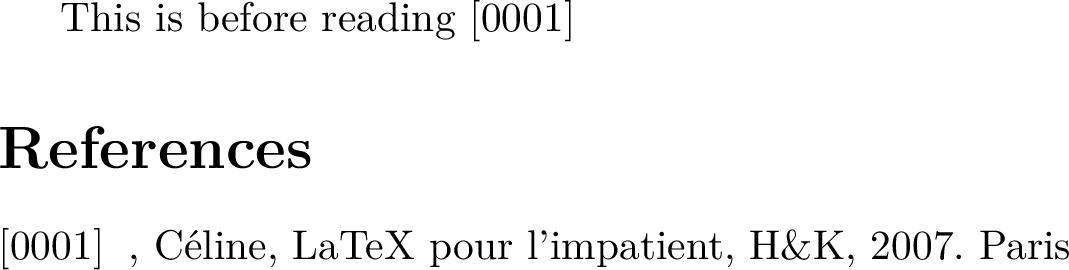 This is before reading [0001]
References
[0001] , Céline, LaTeX pour l'impatient, H&K, 2007. Paris